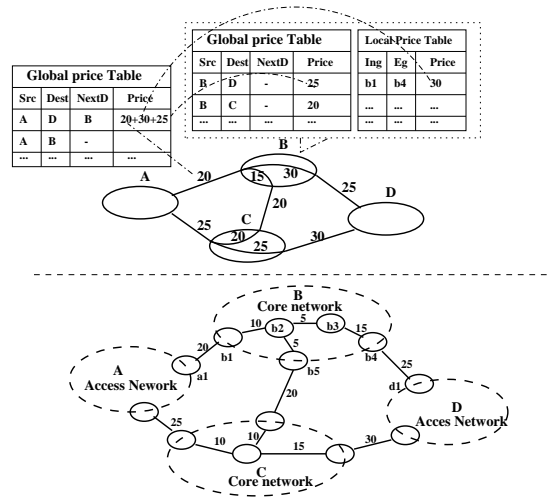 Global price Table
Src Dest NextD Price
B D - 25
B C - 20
... ... ... ...
Local Price Table
Ing Eg Price
b1 b4 30
... ... ...
... ... ...
Global price Table
Src Dest NextD Price
A D B 20+30+25
A B -
... ... ... ...
B
A
20
15
30
25
D
20
C
25
20
25
30
B
Core network
10
b2
5
b3
15
20
b1
5
b4
A
Access Nework
a1
b5
25
d1
20
D
Acces Network
25
10
10
15
30
C
Core network